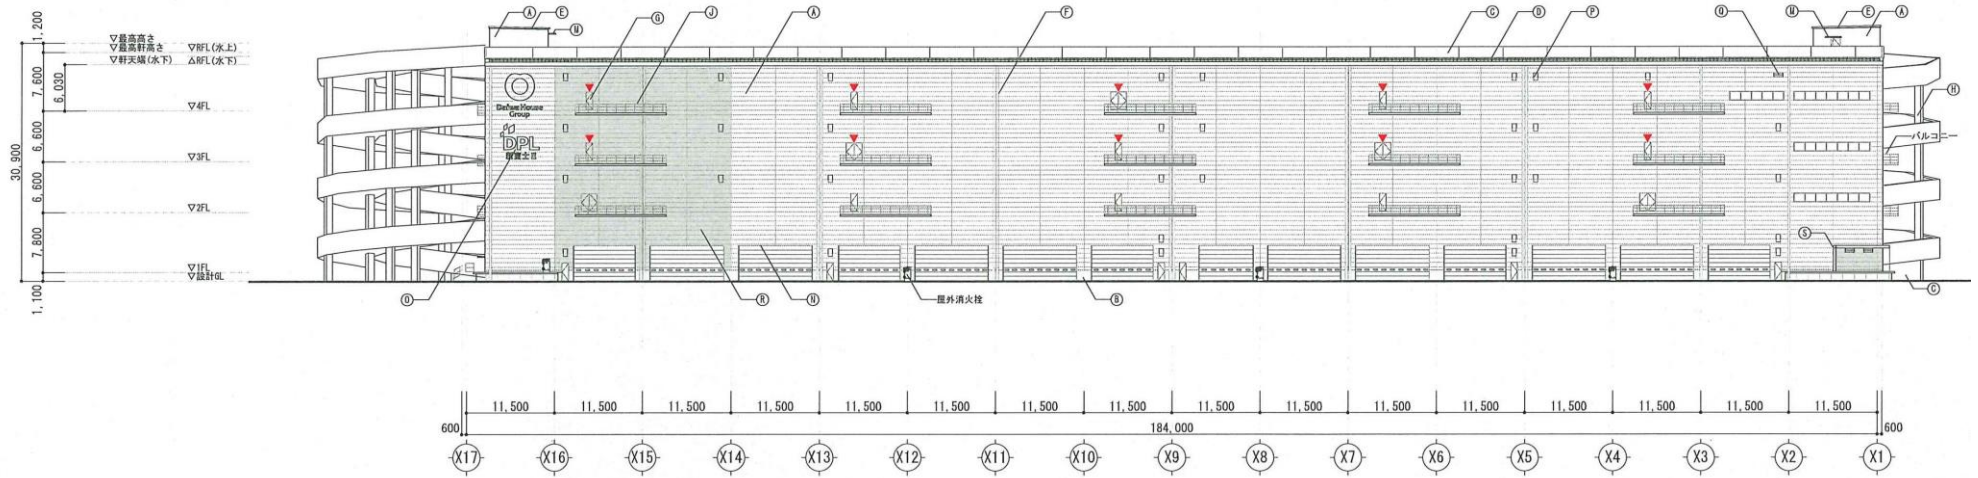 Ⓐ Ⓔ Ⓖ Ⓙ Ⓐ Ⓕ Ⓒ Ⓓ Ⓟ Ⓠ Ⓜ Ⓔ Ⓐ
Ⓜ
1,200
▽最高高さ
▽最高軒高さ ▽RFL(水上)
▽軒天端(水下) △RFL(水下)
7,600
6,030
▽4FL
6,600
▽3FL
30,900
6,600
▽2FL
7,800
▽1FL
▽設計GL
1,100
Daiwa House
Group
DPL
Ⓗ
バルコニー
Ⓢ
Ⓞ Ⓡ Ⓝ 屋外消火栓 Ⓑ Ⓒ
11,500 11,500 11,500 11,500 11,500 11,500 11,500 11,500 11,500 11,500 11,500 11,500 11,500 11,500 11,500 11,500
600 184,000 600
X17 X16 X15 X14 X13 X12 X11 X10 X9 X8 X7 X6 X5 X4 X3 X2 X1